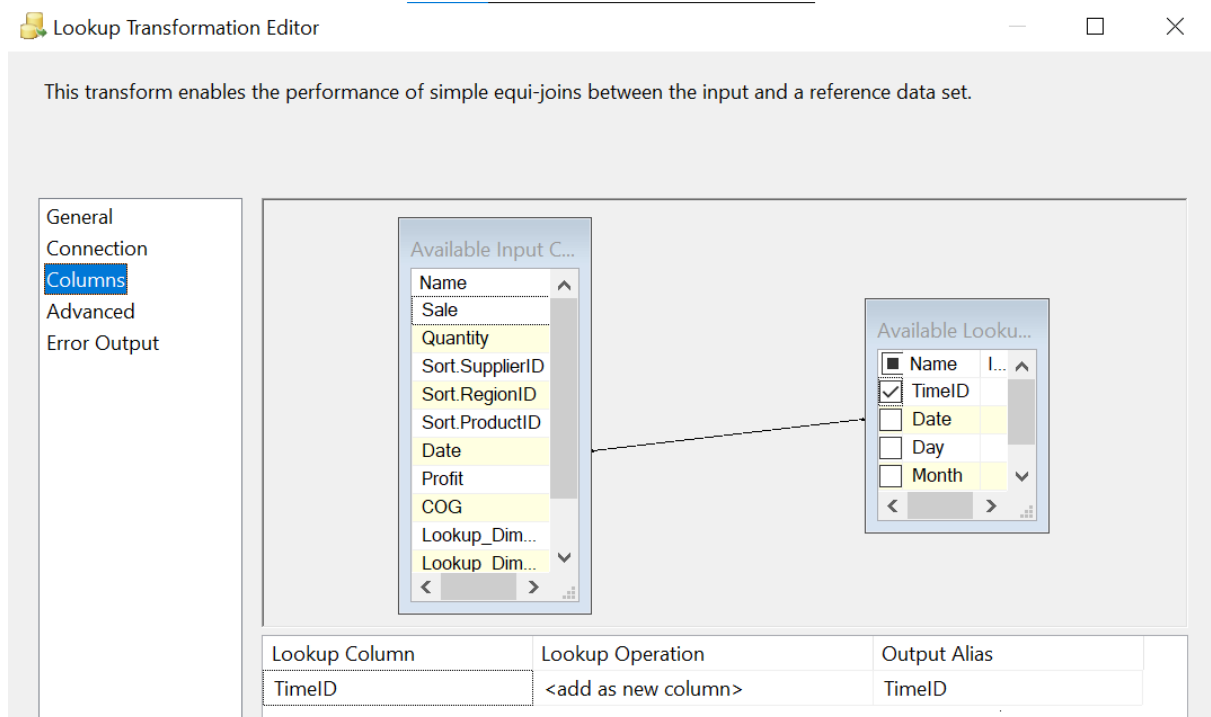 Lookup Transformation Editor
This transform enables the performance of simple equi-joins between the input and a reference data set.
General
Connection
Columns
Advanced
Error Output
Available Input C...
Name
Sale
Quantity
Sort.SupplierID
Sort.RegionID
Sort.ProductID
Date
Profit
COG
Lookup_Dim...
Lookup_Dim...
Available Looku...
Name I...
TimeID
Date
Day
Month
Lookup Column Lookup Operation Output Alias
TimeID <add as new column> TimeID